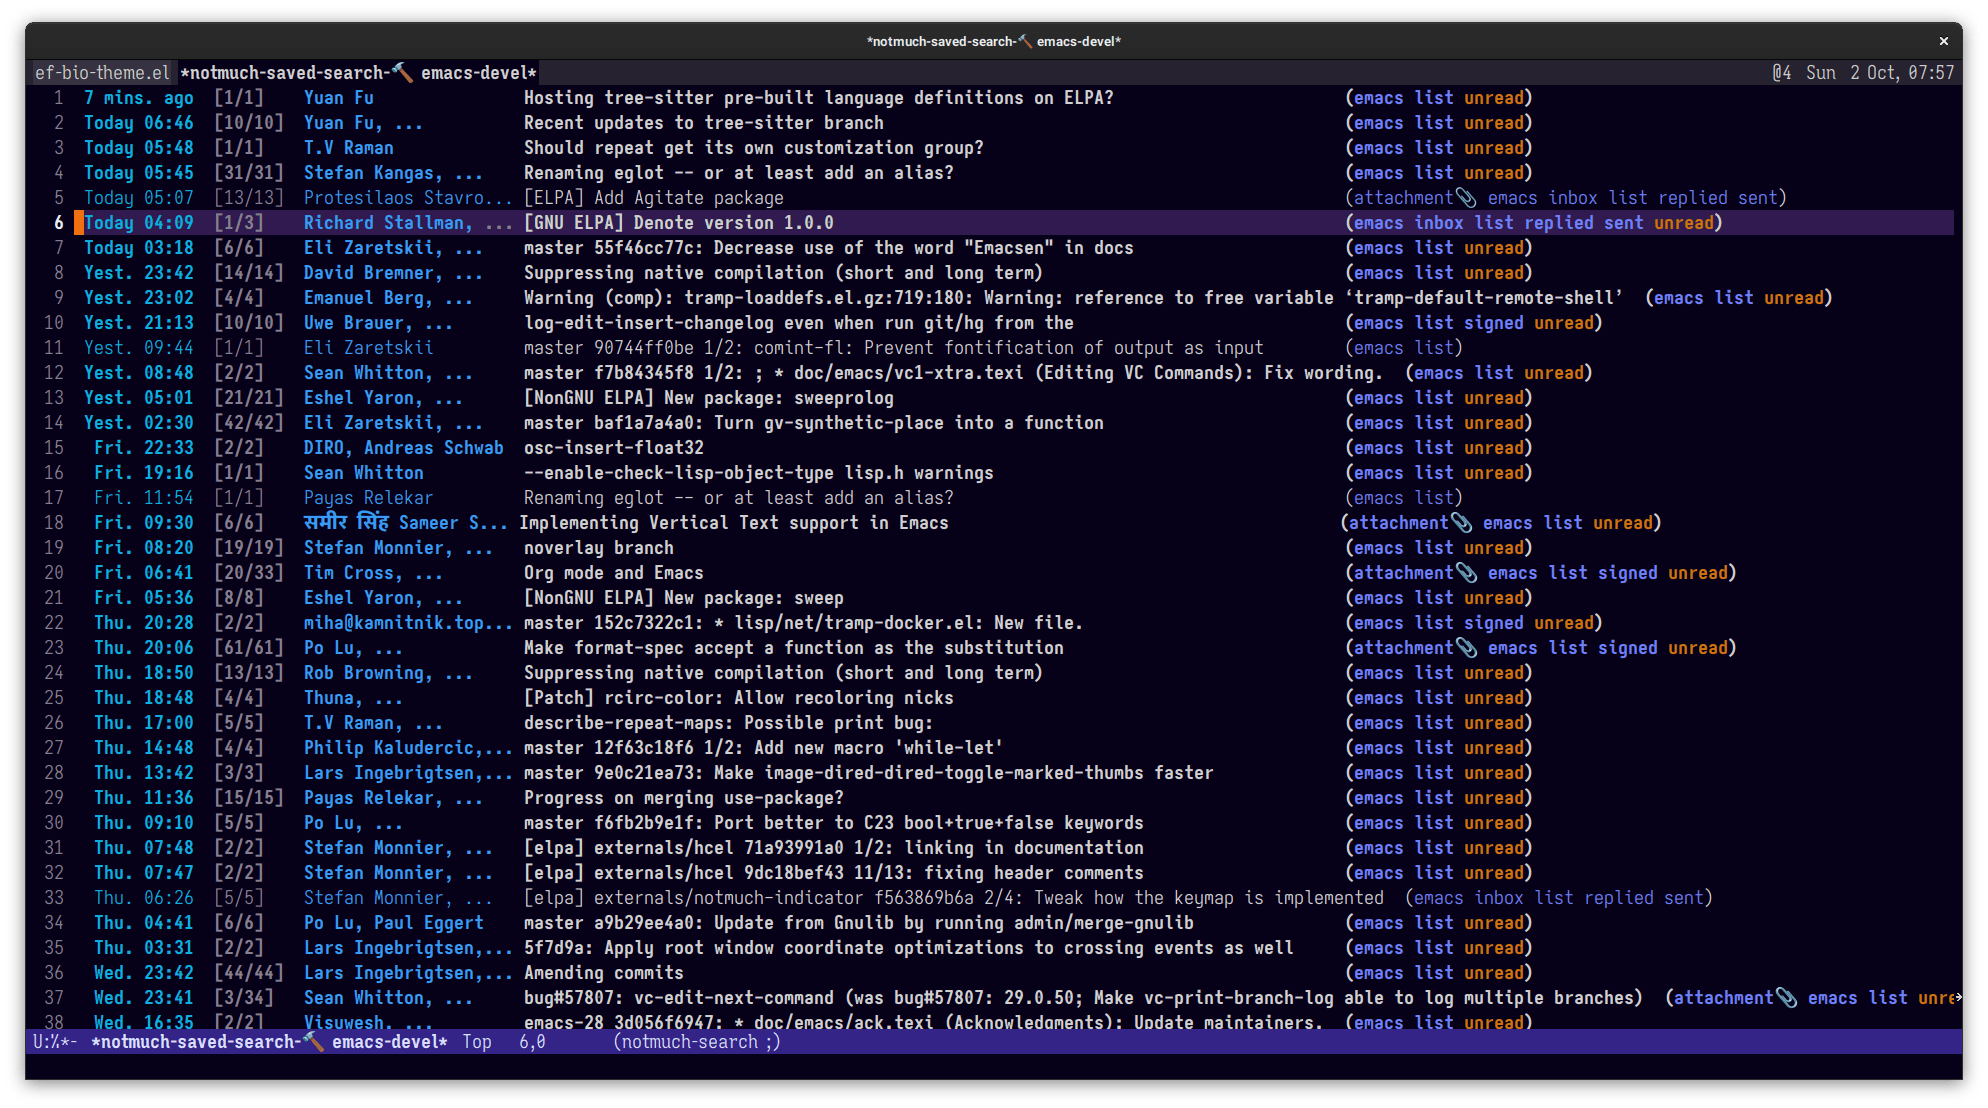 *notmuch-saved-search-🔨 emacs-devel* ×
ef-bio-theme.el *notmuch-saved-search-🔨 emacs-devel* @4 Sun 2 Oct, 07:57
1 7 mins. ago [1/1] Yuan Fu Hosting tree-sitter pre-built language definitions on ELPA? (emacs list unread)
2 Today 06:46 [10/10] Yuan Fu, ... Recent updates to tree-sitter branch (emacs list unread)
3 Today 05:48 [1/1] T.V Raman Should repeat get its own customization group? (emacs list unread)
4 Today 05:45 [31/31] Stefan Kangas, ... Renaming eglot -- or at least add an alias? (emacs list unread)
5 Today 05:07 [13/13] Protesilaos Stavro... [ELPA] Add Agitate package (attachment📎 emacs inbox list replied sent)
6 Today 04:09 [1/3] Richard Stallman, ... [GNU ELPA] Denote version 1.0.0 (emacs inbox list replied sent unread)
7 Today 03:18 [6/6] Eli Zaretskii, ... master 55f46cc77c: Decrease use of the word "Emacsen" in docs (emacs list unread)
8 Yest. 23:42 [14/14] David Bremner, ... Suppressing native compilation (short and long term) (emacs list unread)
9 Yest. 23:02 [4/4] Emanuel Berg, ... Warning (comp): tramp-loaddefs.el.gz:719:180: Warning: reference to free variable ‘tramp-default-remote-shell’ (emacs list unread)
10 Yest. 21:13 [10/10] Uwe Brauer, ... log-edit-insert-changelog even when run git/hg from the (emacs list signed unread)
11 Yest. 09:44 [1/1] Eli Zaretskii master 90744ff0be 1/2: comint-fl: Prevent fontification of output as input (emacs list)
12 Yest. 08:48 [2/2] Sean Whitton, ... master f7b84345f8 1/2: ; * doc/emacs/vc1-xtra.texi (Editing VC Commands): Fix wording. (emacs list unread)
13 Yest. 05:01 [21/21] Eshel Yaron, ... [NonGNU ELPA] New package: sweeprolog (emacs list unread)
14 Yest. 02:30 [42/42] Eli Zaretskii, ... master baf1a7a4a0: Turn gv-synthetic-place into a function (emacs list unread)
15 Fri. 22:33 [2/2] DIRO, Andreas Schwab osc-insert-float32 (emacs list unread)
16 Fri. 19:16 [1/1] Sean Whitton --enable-check-lisp-object-type lisp.h warnings (emacs list unread)
17 Fri. 11:54 [1/1] Payas Relekar Renaming eglot -- or at least add an alias? (emacs list)
18 Fri. 09:30 [6/6] समीर सिंह Sameer S... Implementing Vertical Text support in Emacs (attachment📎 emacs list unread)
19 Fri. 08:20 [19/19] Stefan Monnier, ... noverlay branch (emacs list unread)
20 Fri. 06:41 [20/33] Tim Cross, ... Org mode and Emacs (attachment📎 emacs list signed unread)
21 Fri. 05:36 [8/8] Eshel Yaron, ... [NonGNU ELPA] New package: sweep (emacs list unread)
22 Thu. 20:28 [2/2] miha@kamnitnik.top... master 152c7322c1: * lisp/net/tramp-docker.el: New file. (emacs list signed unread)
23 Thu. 20:06 [61/61] Po Lu, ... Make format-spec accept a function as the substitution (attachment📎 emacs list signed unread)
24 Thu. 18:50 [13/13] Rob Browning, ... Suppressing native compilation (short and long term) (emacs list unread)
25 Thu. 18:48 [4/4] Thuna, ... [Patch] rcirc-color: Allow recoloring nicks (emacs list unread)
26 Thu. 17:00 [5/5] T.V Raman, ... describe-repeat-maps: Possible print bug: (emacs list unread)
27 Thu. 14:48 [4/4] Philip Kaludercic,... master 12f63c18f6 1/2: Add new macro 'while-let' (emacs list unread)
28 Thu. 13:42 [3/3] Lars Ingebrigtsen,... master 9e0c21ea73: Make image-dired-dired-toggle-marked-thumbs faster (emacs list unread)
29 Thu. 11:36 [15/15] Payas Relekar, ... Progress on merging use-package? (emacs list unread)
30 Thu. 09:10 [5/5] Po Lu, ... master f6fb2b9e1f: Port better to C23 bool+true+false keywords (emacs list unread)
31 Thu. 07:48 [2/2] Stefan Monnier, ... [elpa] externals/hcel 71a93991a0 1/2: linking in documentation (emacs list unread)
32 Thu. 07:47 [2/2] Stefan Monnier, ... [elpa] externals/hcel 9dc18bef43 11/13: fixing header comments (emacs list unread)
33 Thu. 06:26 [5/5] Stefan Monnier, ... [elpa] externals/notmuch-indicator f563869b6a 2/4: Tweak how the keymap is implemented (emacs inbox list replied sent)
34 Thu. 04:41 [6/6] Po Lu, Paul Eggert master a9b29ee4a0: Update from Gnulib by running admin/merge-gnulib (emacs list unread)
35 Thu. 03:31 [2/2] Lars Ingebrigtsen,... 5f7d9a: Apply root window coordinate optimizations to crossing events as well (emacs list unread)
36 Wed. 23:42 [44/44] Lars Ingebrigtsen,... Amending commits (emacs list unread)
37 Wed. 23:41 [3/34] Sean Whitton, ... bug#57807: vc-edit-next-command (was bug#57807: 29.0.50; Make vc-print-branch-log able to log multiple branches) (attachment📎 emacs list unre
38 Wed. 16:35 [2/2] Visuwesh, ... emacs-28 3d056f6947: * doc/emacs/ack.texi (Acknowledgments): Update maintainers. (emacs list unread)
U:%*- *notmuch-saved-search-🔨 emacs-devel* Top 6,0 (notmuch-search ;)